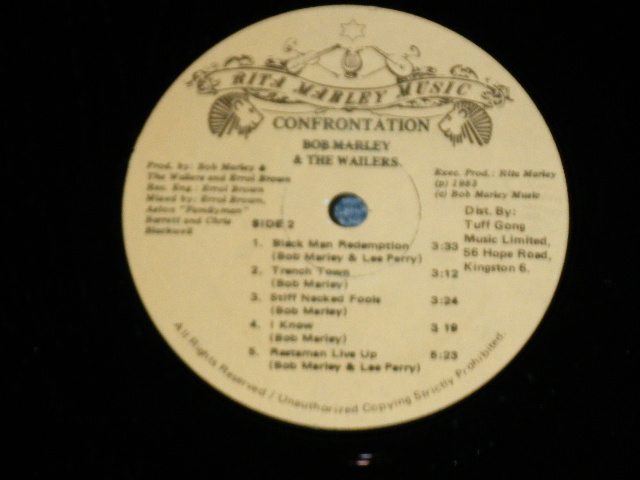 RITA MARLEY MUSIC
CONFRONTATION
BOB MARLEY
& THE WAILERS
Prod. by: Bob Marley &
The Wailers and Errol Brown
Rec. Eng.: Errol Brown
Mixed by: Errol Brown,
Aston "Familyman"
Barrett and Chris
Blackwell
Exec. Prod.: Rita Marley
(p) 1983
(c) Bob Marley Music
Dist. By:
Tuff Gong
Music Limited,
56 Hope Road,
Kingston 6.
SIDE 2
1. Black Man Redemption 3:33
(Bob Marley & Lee Perry)
2. Trench Town 3:12
(Bob Marley)
3. Stiff Necked Fools 3:24
(Bob Marley)
4. I Know 3 19
(Bob Marley)
5. Rastaman Live Up 5:23
(Bob Marley & Lee Perry)
All Rights Reserved / Unauthorized Copying Strictly Prohibited.